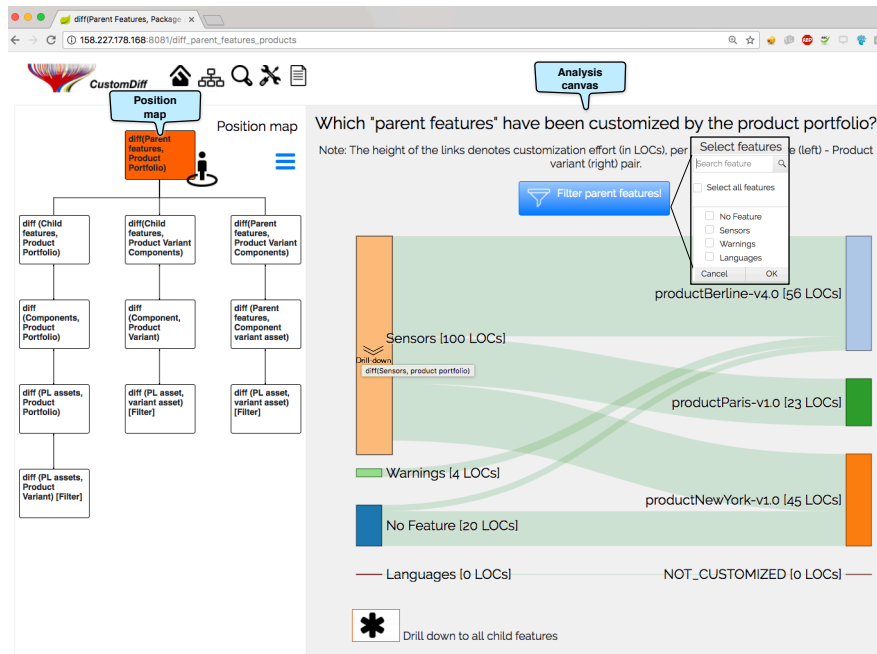 diff(Parent Features, Package
158.227.178.168:8081/diff_parent_features_products
ABP
CustomDiff
Position
map
Analysis
canvas
Position map
diff(Parent
features,
Product
Portfolio)
diff (Child
features,
Product
Portfolio)
diff(Child
features,
Product Variant
Components)
diff(Parent
features,
Product Variant
Components)
diff
(Components,
Product
Portfolio)
diff
(Component,
Product
Variant)
diff (Parent
features,
Component
variant asset)
diff (PL assets,
Product
Portfolio)
diff (PL asset,
variant asset)
[Filter]
diff (PL asset,
variant asset)
[Filter]
diff (PL assets,
Product
Variant) [Filter]
Which "parent features" have been customized by the product portfolio?
Note: The height of the links denotes customization effort (in LOCs), per e (left) - Product
variant (right) pair.
Filter parent features!
Select features
Search feature
Select all features
No Feature
Sensors
Warnings
Languages
Cancel OK
productBerline-v4.0 [56 LOCs]
Sensors [100 LOCs]
Drill-down
diff(Sensors, product portfolio)
productParis-v1.0 [23 LOCs]
Warnings [4 LOCs]
productNewYork-v1.0 [45 LOCs]
No Feature [20 LOCs]
Languages [0 LOCs] NOT_CUSTOMIZED [0 LOCs]
Drill down to all child features